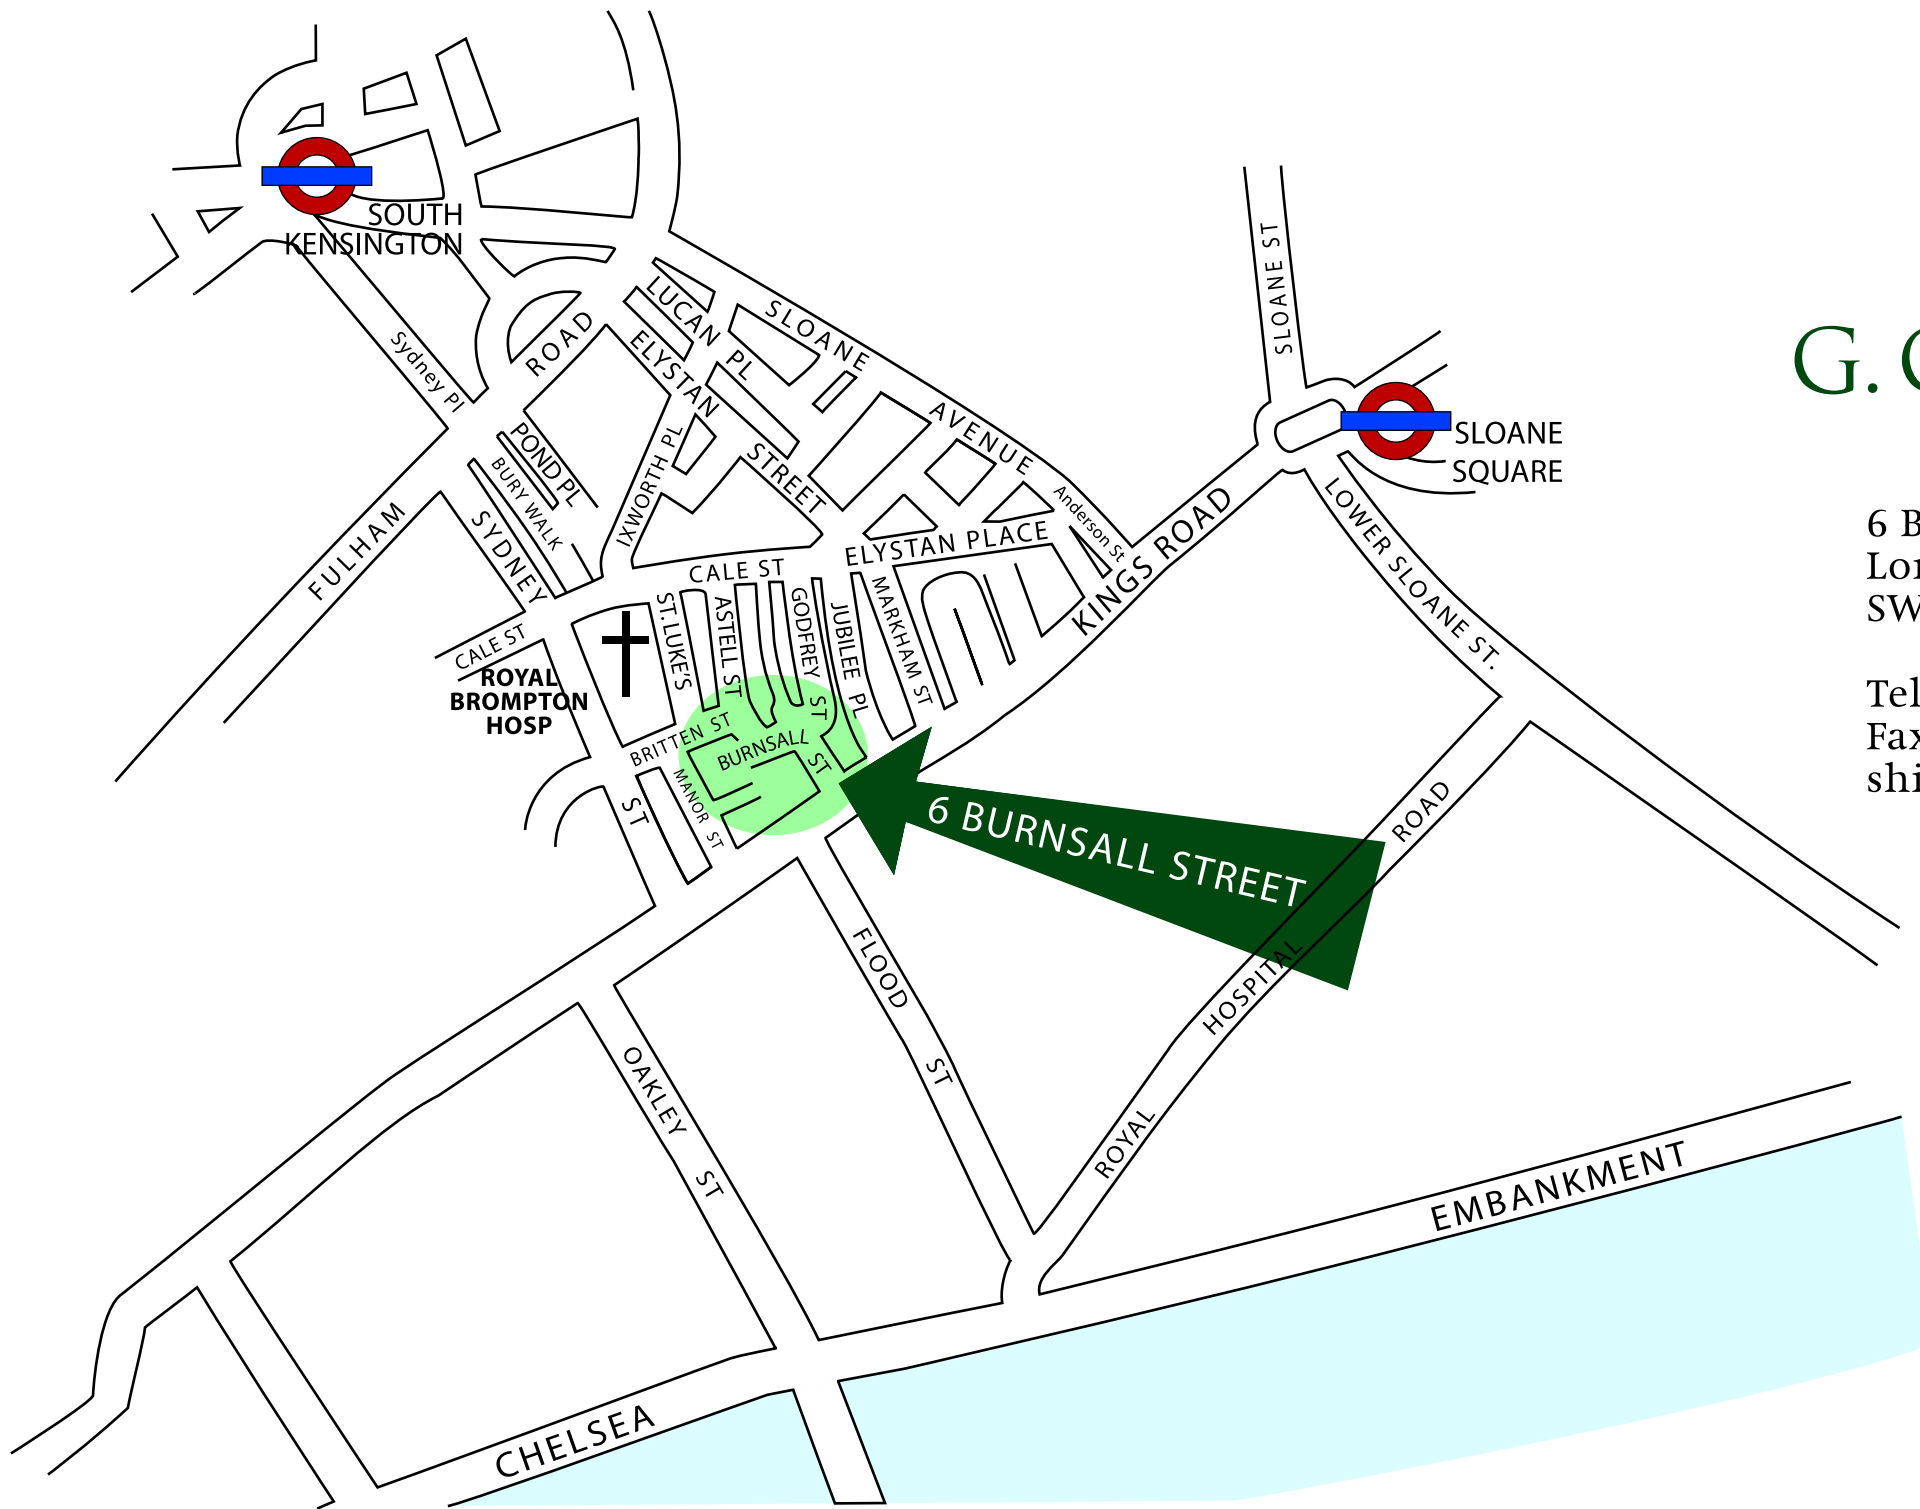 SOUTH
KENSINGTON
SLOANE ST
SLOANE
SQUARE
G.
LUCAN PL
SLOANE AVENUE
ROAD
ELYSTAN STREET
Sydney Pl
POND PL
BURY WALK
IXWORTH PL
FULHAM
SYDNEY
ST
Anderson St
ELYSTAN PLACE
KINGS ROAD
LOWER SLOANE ST.
CALE ST
CALE ST
ST. LUKE'S
ASTELL ST
GODFREY ST
JUBILEE PL
MARKHAM ST
ROYAL
BROMPTON
HOSP
BRITTEN ST
BURNSALL ST
MANOR ST
6 BURNSALL STREET
FLOOD ST
OAKLEY ST
ROYAL HOSPITAL ROAD
CHELSEA EMBANKMENT
6 B
Lon
SW
Tel
Fax
shi